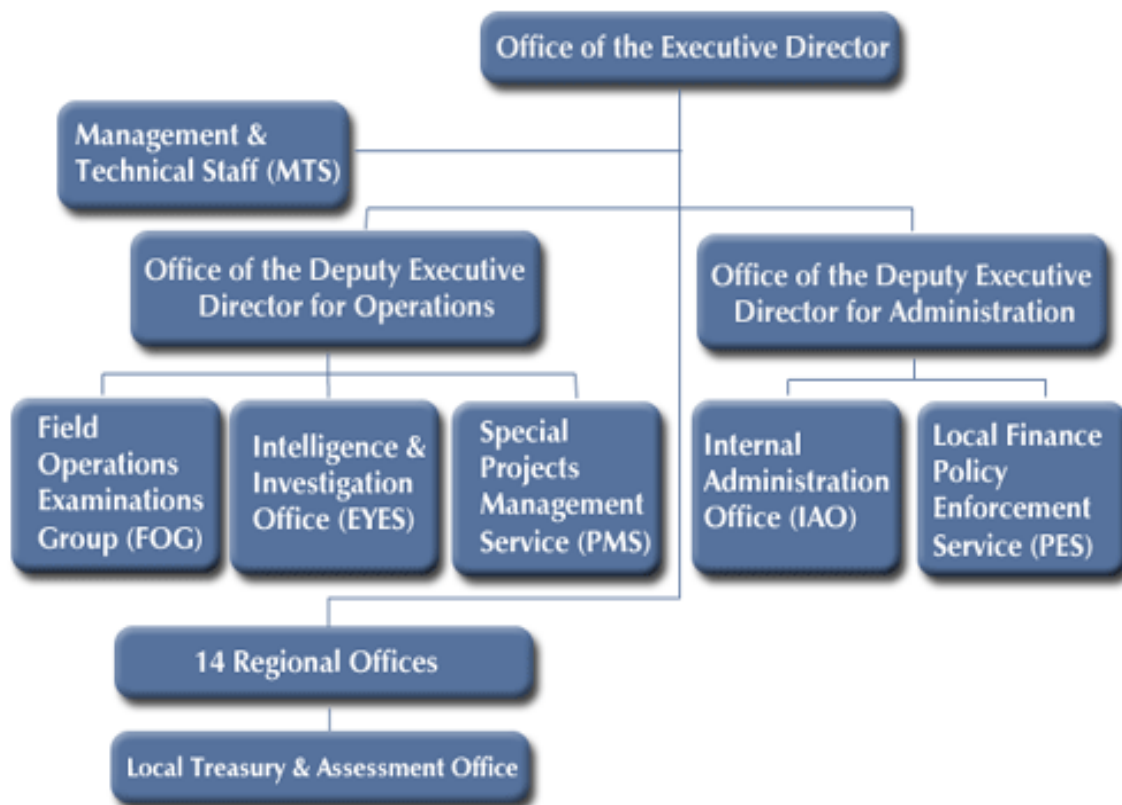 Office of the Executive Director
Management &
Technical Staff (MTS)
Office of the Deputy Executive
Director for Operations
Office of the Deputy Executive
Director for Administration
Field
Operations
Examinations
Group (FOG)
Intelligence &
Investigation
Office (EYES)
Special
Projects
Management
Service (PMS)
Internal
Administration
Office (IAO)
Local Finance
Policy
Enforcement
Service (PES)
14 Regional Offices
Local Treasury & Assessment Office